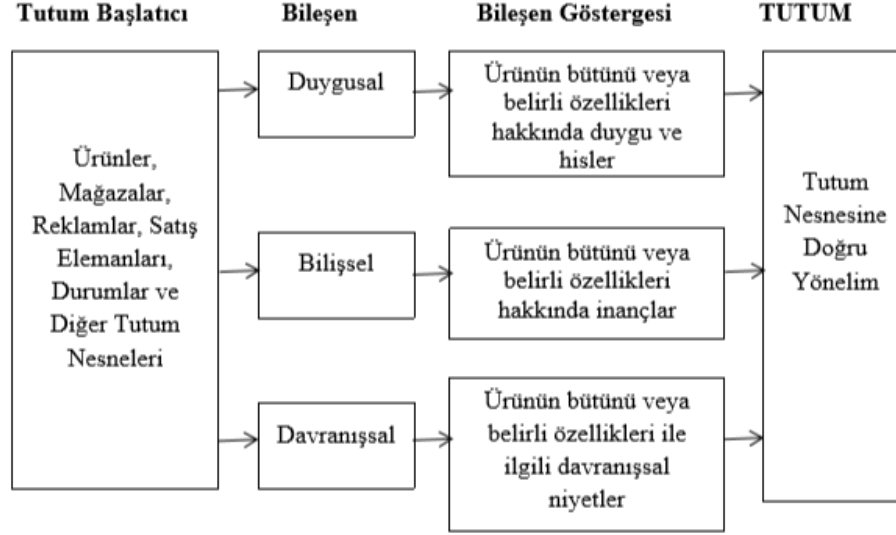 Tutum Başlatıcı
Bileşen
Bileşen Göstergesi
TUTUM
Ürünler,
Mağazalar,
Reklamlar, Satış
Elemanları,
Durumlar ve
Diğer Tutum
Nesneleri
Duygusal
Ürünün bütünü veya
belirli özellikleri
hakkında duygu ve
hisler
Bilişsel
Ürünün bütünü veya
belirli özellikleri
hakkında inançlar
Davranışsal
Ürünün bütünü veya
belirli özellikleri ile
ilgili davranışsal
niyetler
Tutum
Nesnesine
Doğru
Yönelim